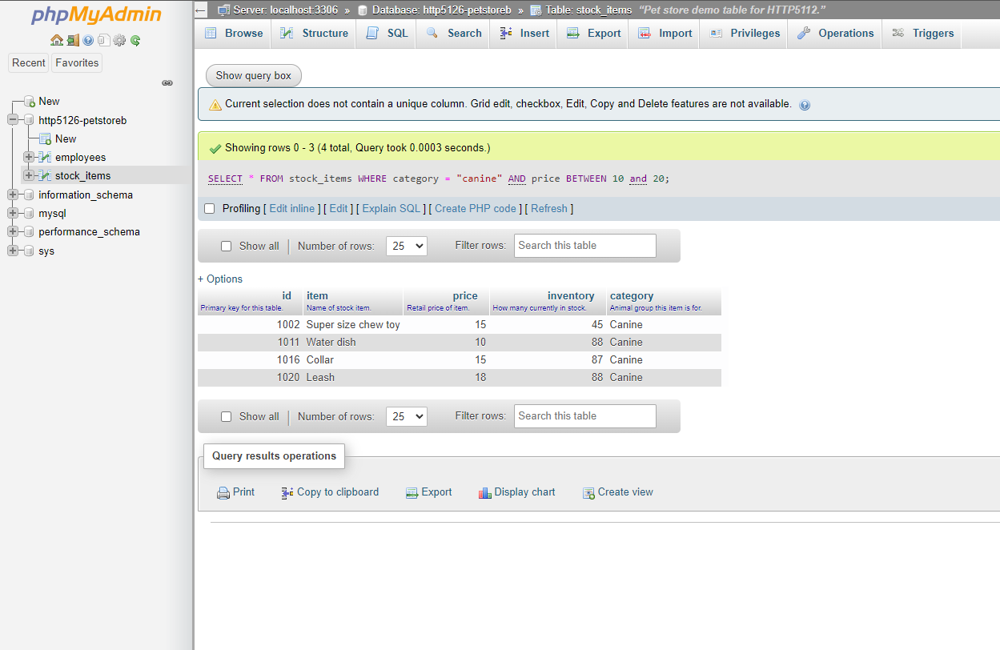 phpMyAdmin
Server: localhost:3306 » Database: http5126-petstoreb » Table: stock_items “Pet store demo table for HTTP5112.”
Browse Structure SQL Search Insert Export Import Privileges Operations Triggers
Recent Favorites
New
http5126-petstoreb
New
employees
stock_items
information_schema
mysql
performance_schema
sys
Show query box
Current selection does not contain a unique column. Grid edit, checkbox, Edit, Copy and Delete features are not available.
Showing rows 0 - 3 (4 total, Query took 0.0003 seconds.)
SELECT * FROM stock_items WHERE category = "canine" AND price BETWEEN 10 and 20;
Profiling [ Edit inline ] [ Edit ] [ Explain SQL ] [ Create PHP code ] [ Refresh ]
Show all Number of rows: 25 Filter rows: Search this table
+ Options
id item price inventory category
Primary key for this table. Name of stock item. Retail price of item. How many currently in stock. Animal group this item is for.
1002 Super size chew toy 15 45 Canine
1011 Water dish 10 88 Canine
1016 Collar 15 87 Canine
1020 Leash 18 88 Canine
Show all Number of rows: 25 Filter rows: Search this table
Query results operations
Print Copy to clipboard Export Display chart Create view